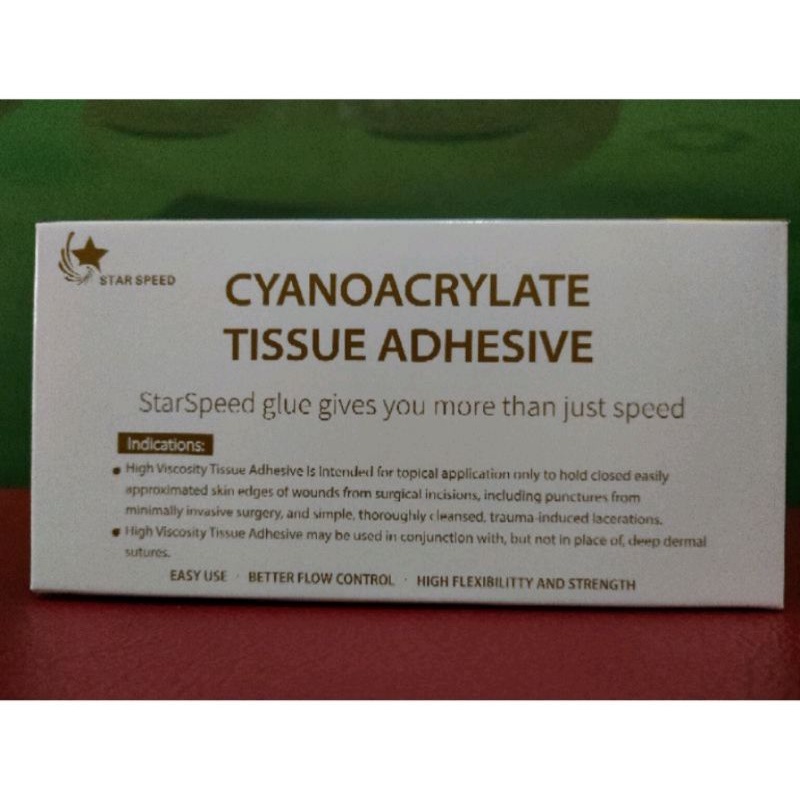 STAR SPEED
CYANOACRYLATE
TISSUE ADHESIVE
StarSpeed glue gives you more than just speed
Indications:
• High Viscosity Tissue Adhesive is intended for topical application only to hold closed easily
approximated skin edges of wounds from surgical incisions, including punctures from
minimally invasive surgery, and simple, thoroughly cleansed, trauma-induced lacerations.
• High Viscosity Tissue Adhesive may be used in conjunction with, but not in place of, deep dermal
sutures.
EASY USE · BETTER FLOW CONTROL · HIGH FLEXIBILITTY AND STRENGTH